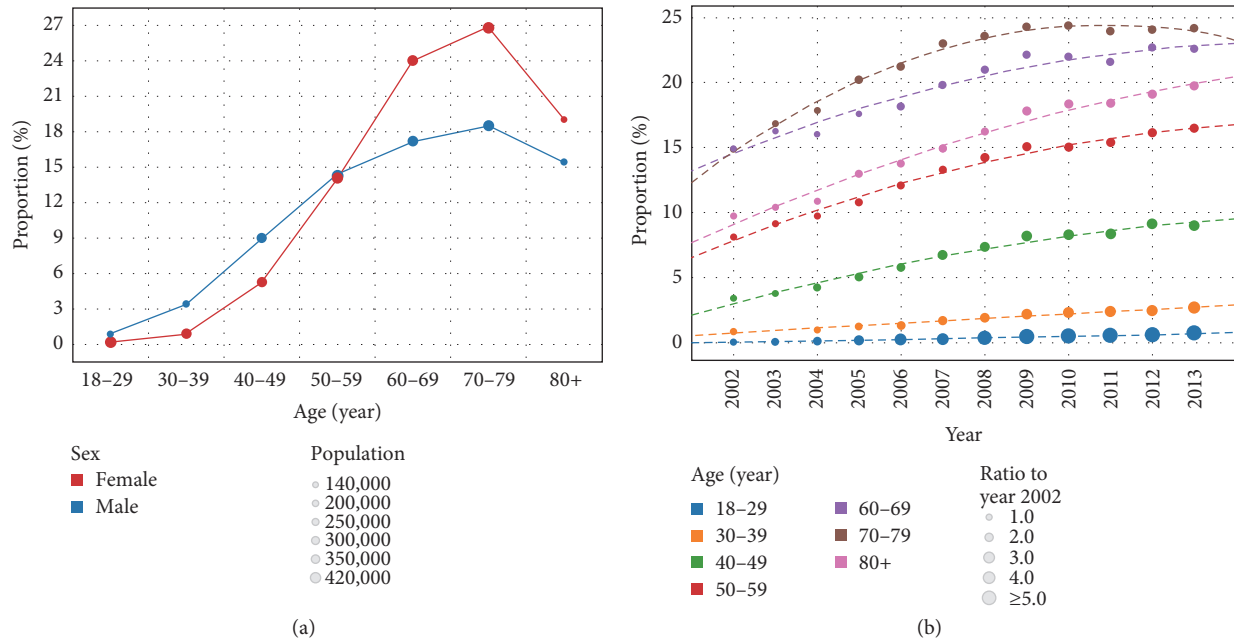 27
24
21
18
15
12
9
6
3
0
Proportion (%)
18–29 30–39 40–49 50–59 60–69 70–79 80+
Age (year)
Sex
Female
Male
Population
140,000
200,000
250,000
300,000
350,000
420,000
(a)
25
20
15
10
5
0
Proportion (%)
2002 2003 2004 2005 2006 2007 2008 2009 2010 2011 2012 2013
Year
Age (year)
18–29
30–39
40–49
50–59
60–69
70–79
80+
Ratio to
year 2002
1.0
2.0
3.0
4.0
≥5.0
(b)